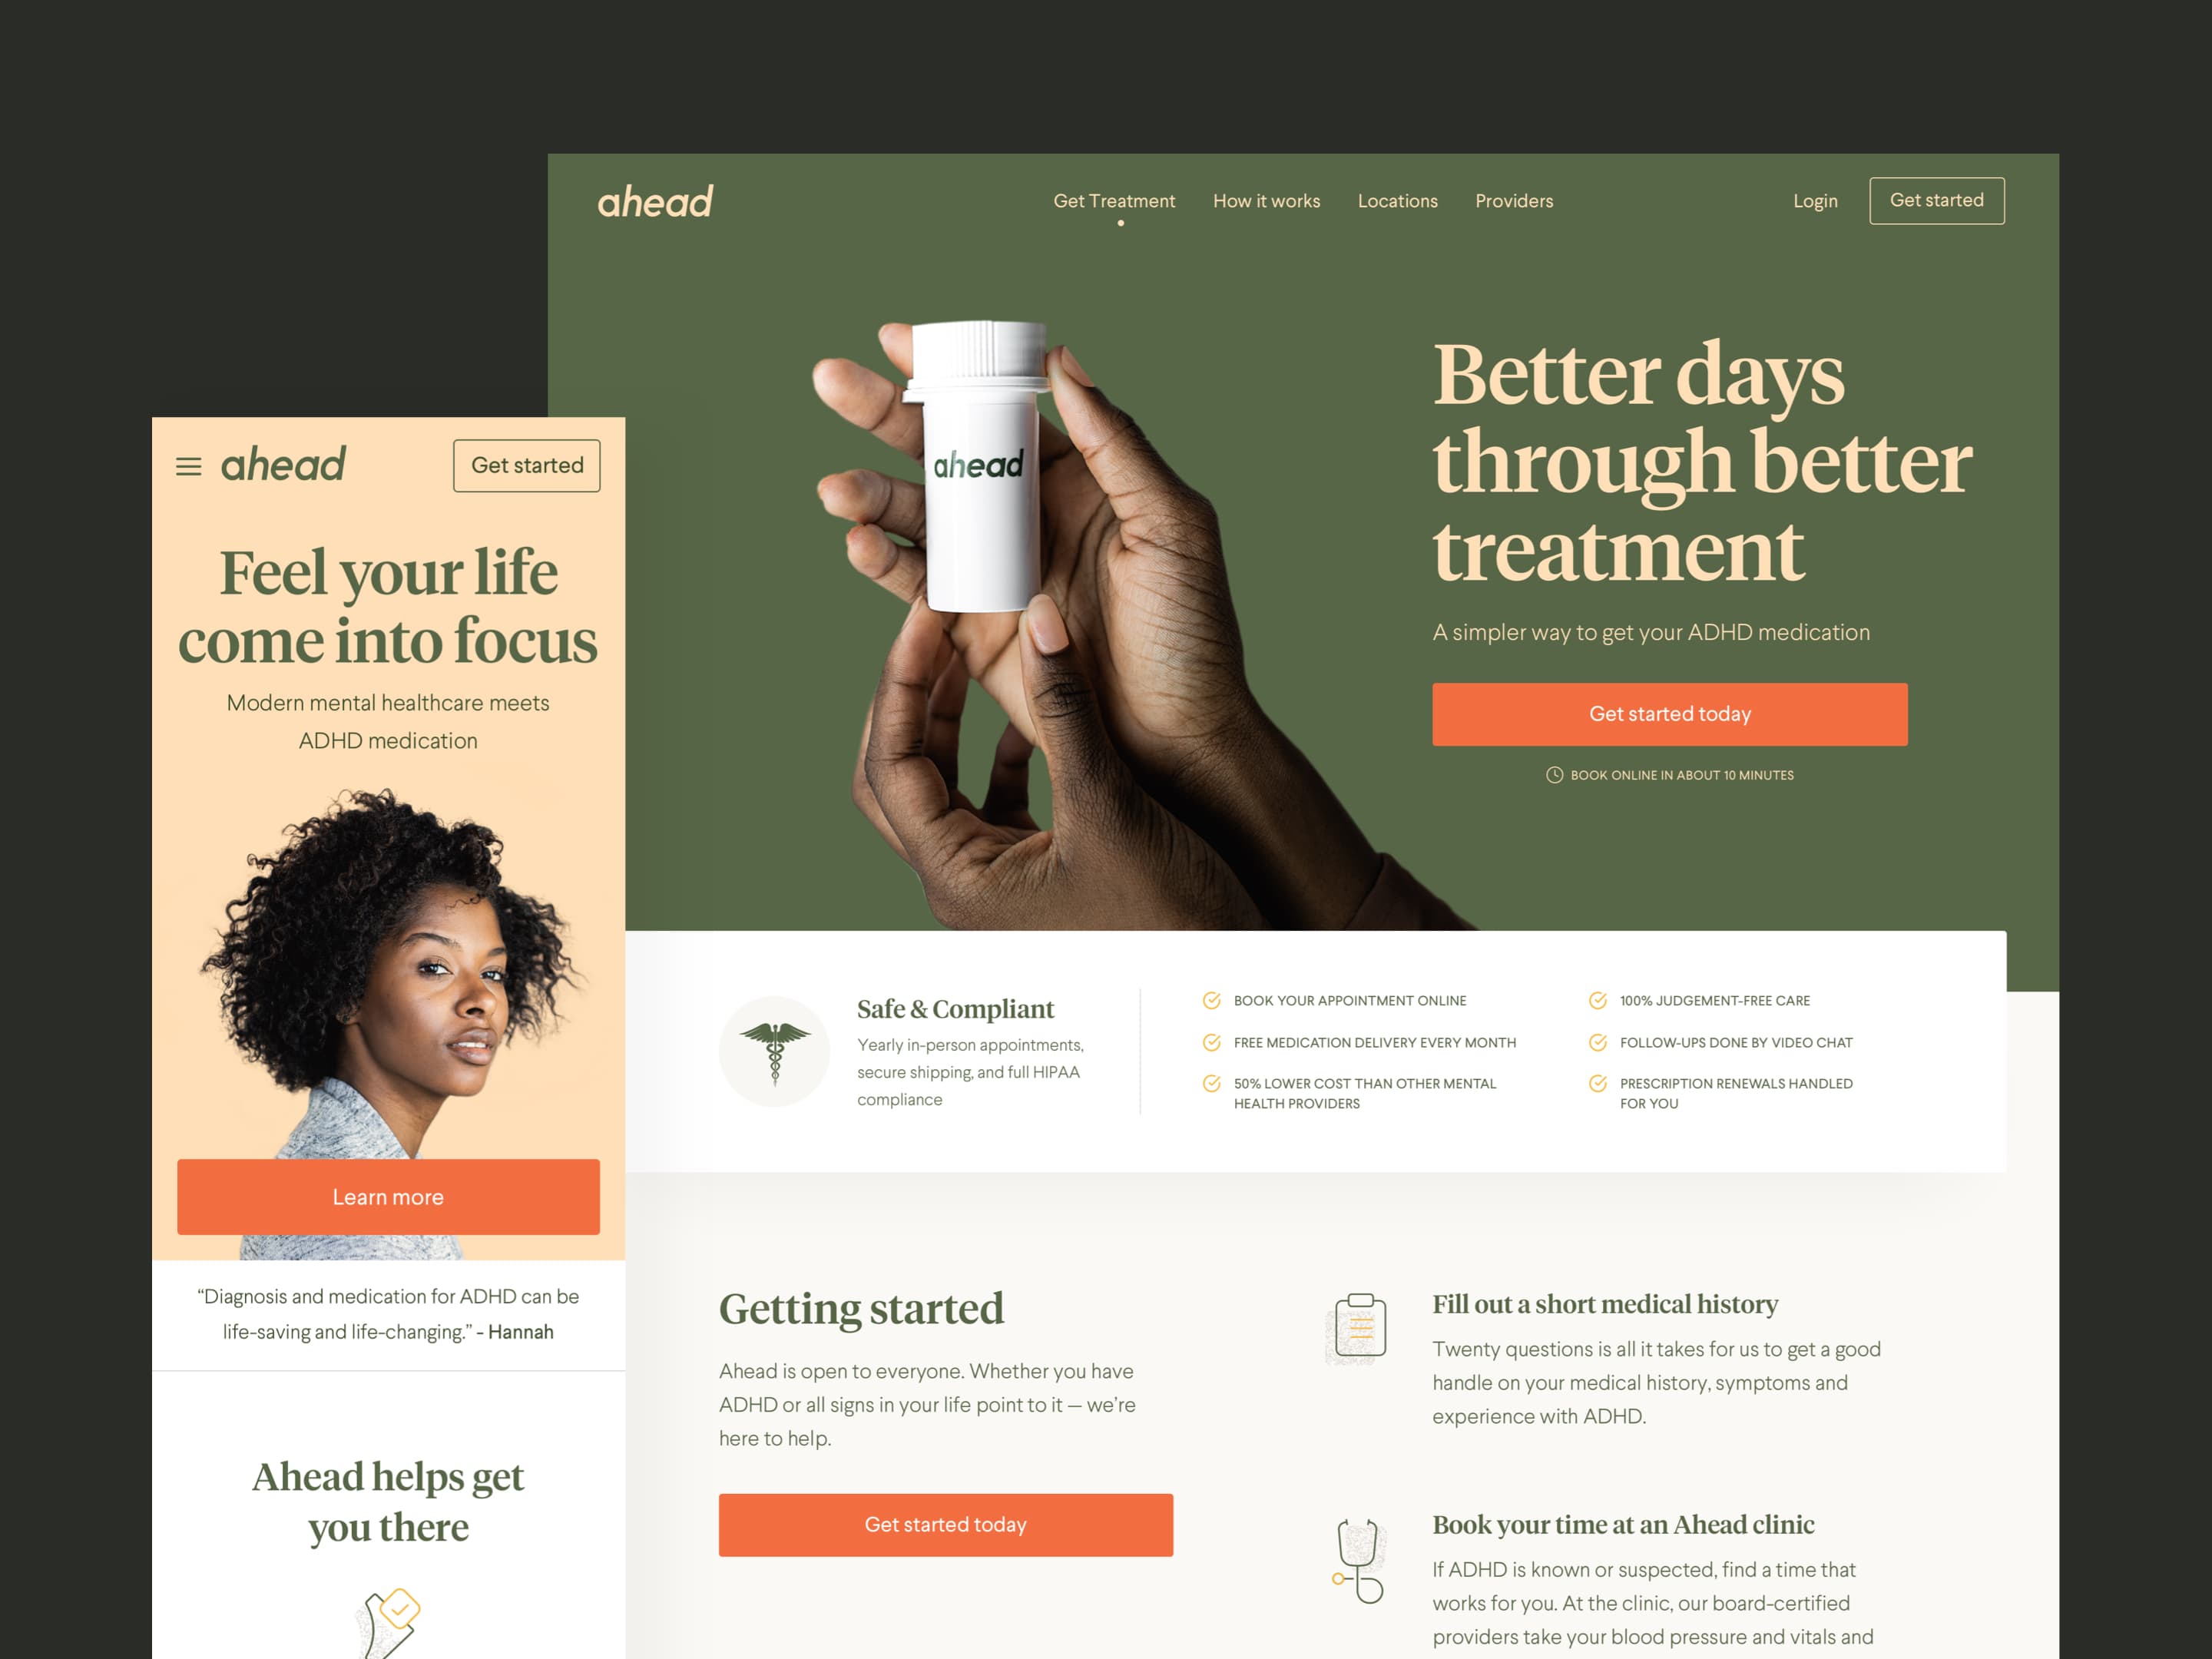 ahead
Get Treatment
How it works
Locations
Providers
Login
Get started
ahead
Better days
through better
treatment
A simpler way to get your ADHD medication
Get started today
BOOK ONLINE IN ABOUT 10 MINUTES
ahead
Get started
Feel your life
come into focus
Modern mental healthcare meets
ADHD medication
Learn more
“Diagnosis and medication for ADHD can be
life-saving and life-changing.” - Hannah
Ahead helps get
you there
Safe & Compliant
Yearly in-person appointments,
secure shipping, and full HIPAA
compliance
BOOK YOUR APPOINTMENT ONLINE
FREE MEDICATION DELIVERY EVERY MONTH
50% LOWER COST THAN OTHER MENTAL
HEALTH PROVIDERS
100% JUDGEMENT-FREE CARE
FOLLOW-UPS DONE BY VIDEO CHAT
PRESCRIPTION RENEWALS HANDLED
FOR YOU
Getting started
Ahead is open to everyone. Whether you have
ADHD or all signs in your life point to it — we’re
here to help.
Get started today
Fill out a short medical history
Twenty questions is all it takes for us to get a good
handle on your medical history, symptoms and
experience with ADHD.
Book your time at an Ahead clinic
If ADHD is known or suspected, find a time that
works for you. At the clinic, our board-certified
providers take your blood pressure and vitals and